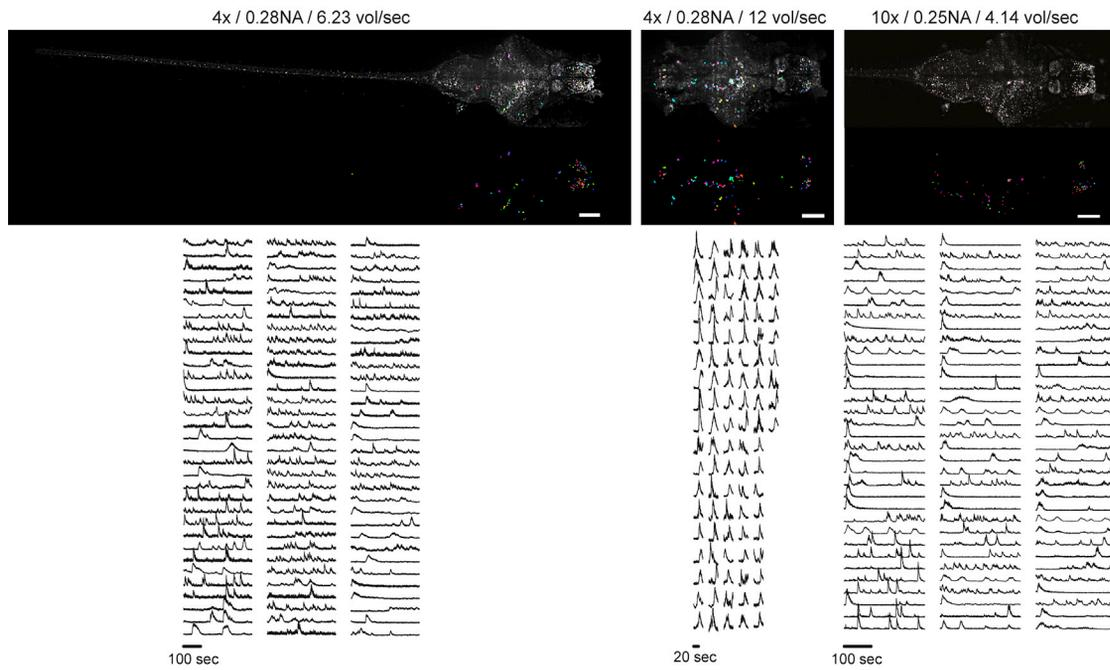 4x / 0.28NA / 6.23 vol/sec
4x / 0.28NA / 12 vol/sec
10x / 0.25NA / 4.14 vol/sec
100 sec
20 sec
100 sec